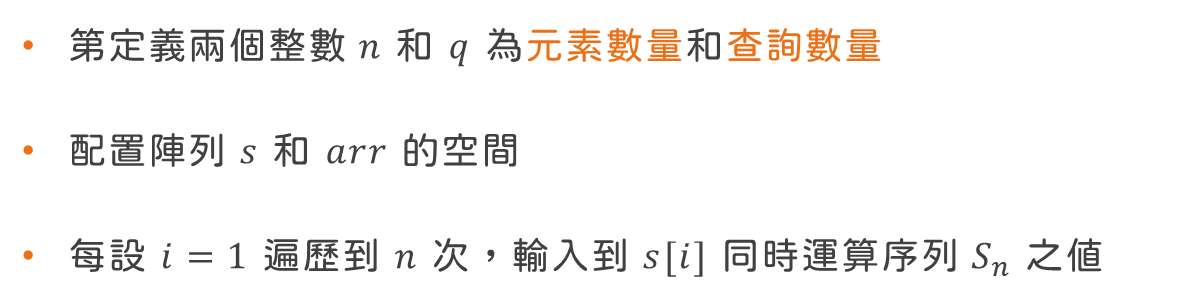 • 第定義兩個整數 n 和 q 為元素數量和查詢數量
• 配置陣列 s 和 arr 的空間
• 每設 i = 1 遍歷到 n 次，輸入到 s[i] 同時運算序列 Sₙ 之值